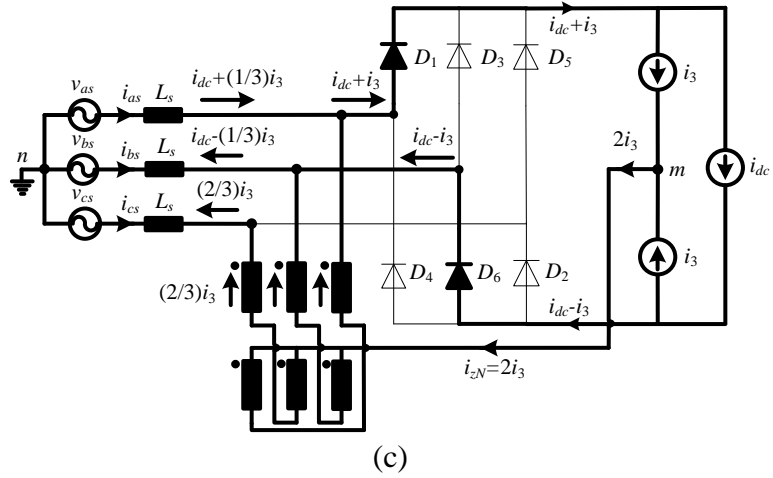 i_dc+i_3
D_1
D_3
D_5
i_3
v_as
i_as
L_s
i_dc+(1/3)i_3
i_dc+i_3
2i_3
n
v_bs
i_bs
L_s
i_dc-(1/3)i_3
i_dc-i_3
m
i_dc
v_cs
i_cs
L_s
(2/3)i_3
(2/3)i_3
D_4
D_6
D_2
i_3
i_dc-i_3
i_zN=2i_3
(c)